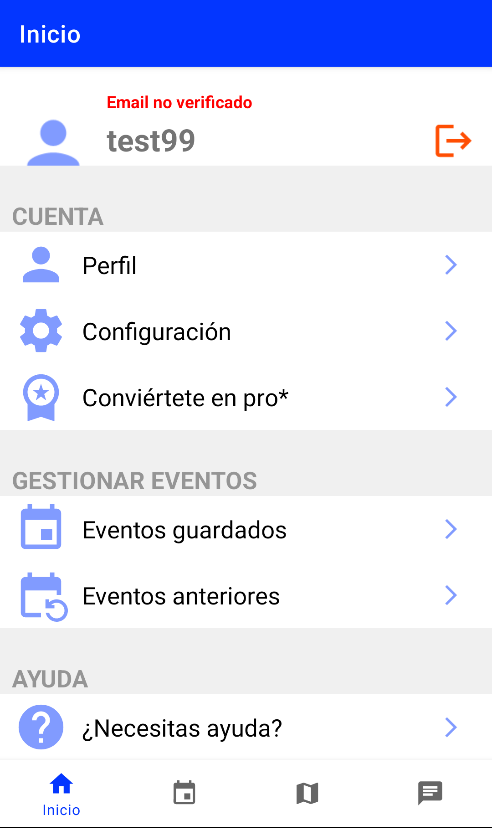 Inicio
Email no verificado
test99
CUENTA
Perfil
Configuración
Conviértete en pro*
GESTIONAR EVENTOS
Eventos guardados
Eventos anteriores
AYUDA
¿Necesitas ayuda?
Inicio